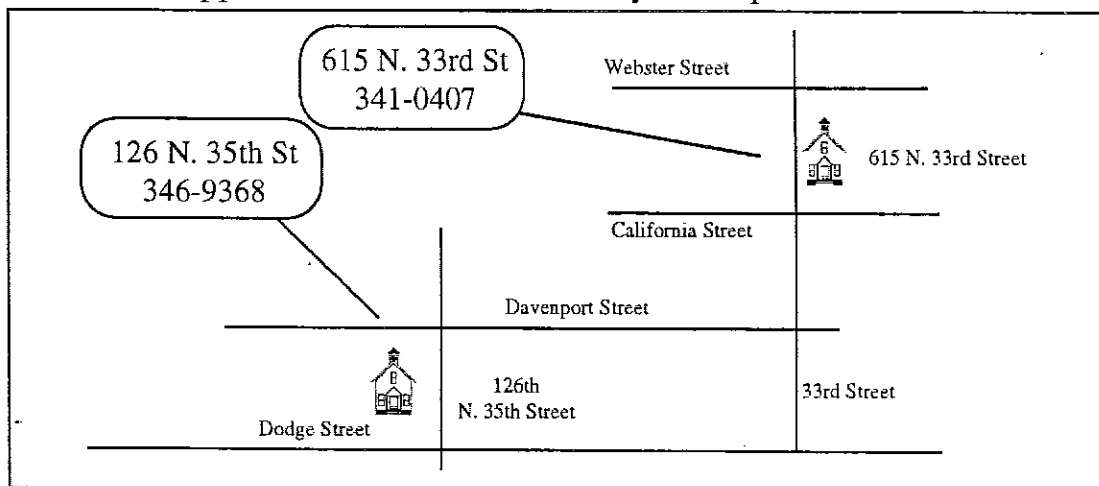 615 N. 33rd St
341-0407
Webster Street
126 N. 35th St
346-9368
615 N. 33rd Street
California Street
Davenport Street
126th
N. 35th Street
33rd Street
Dodge Street